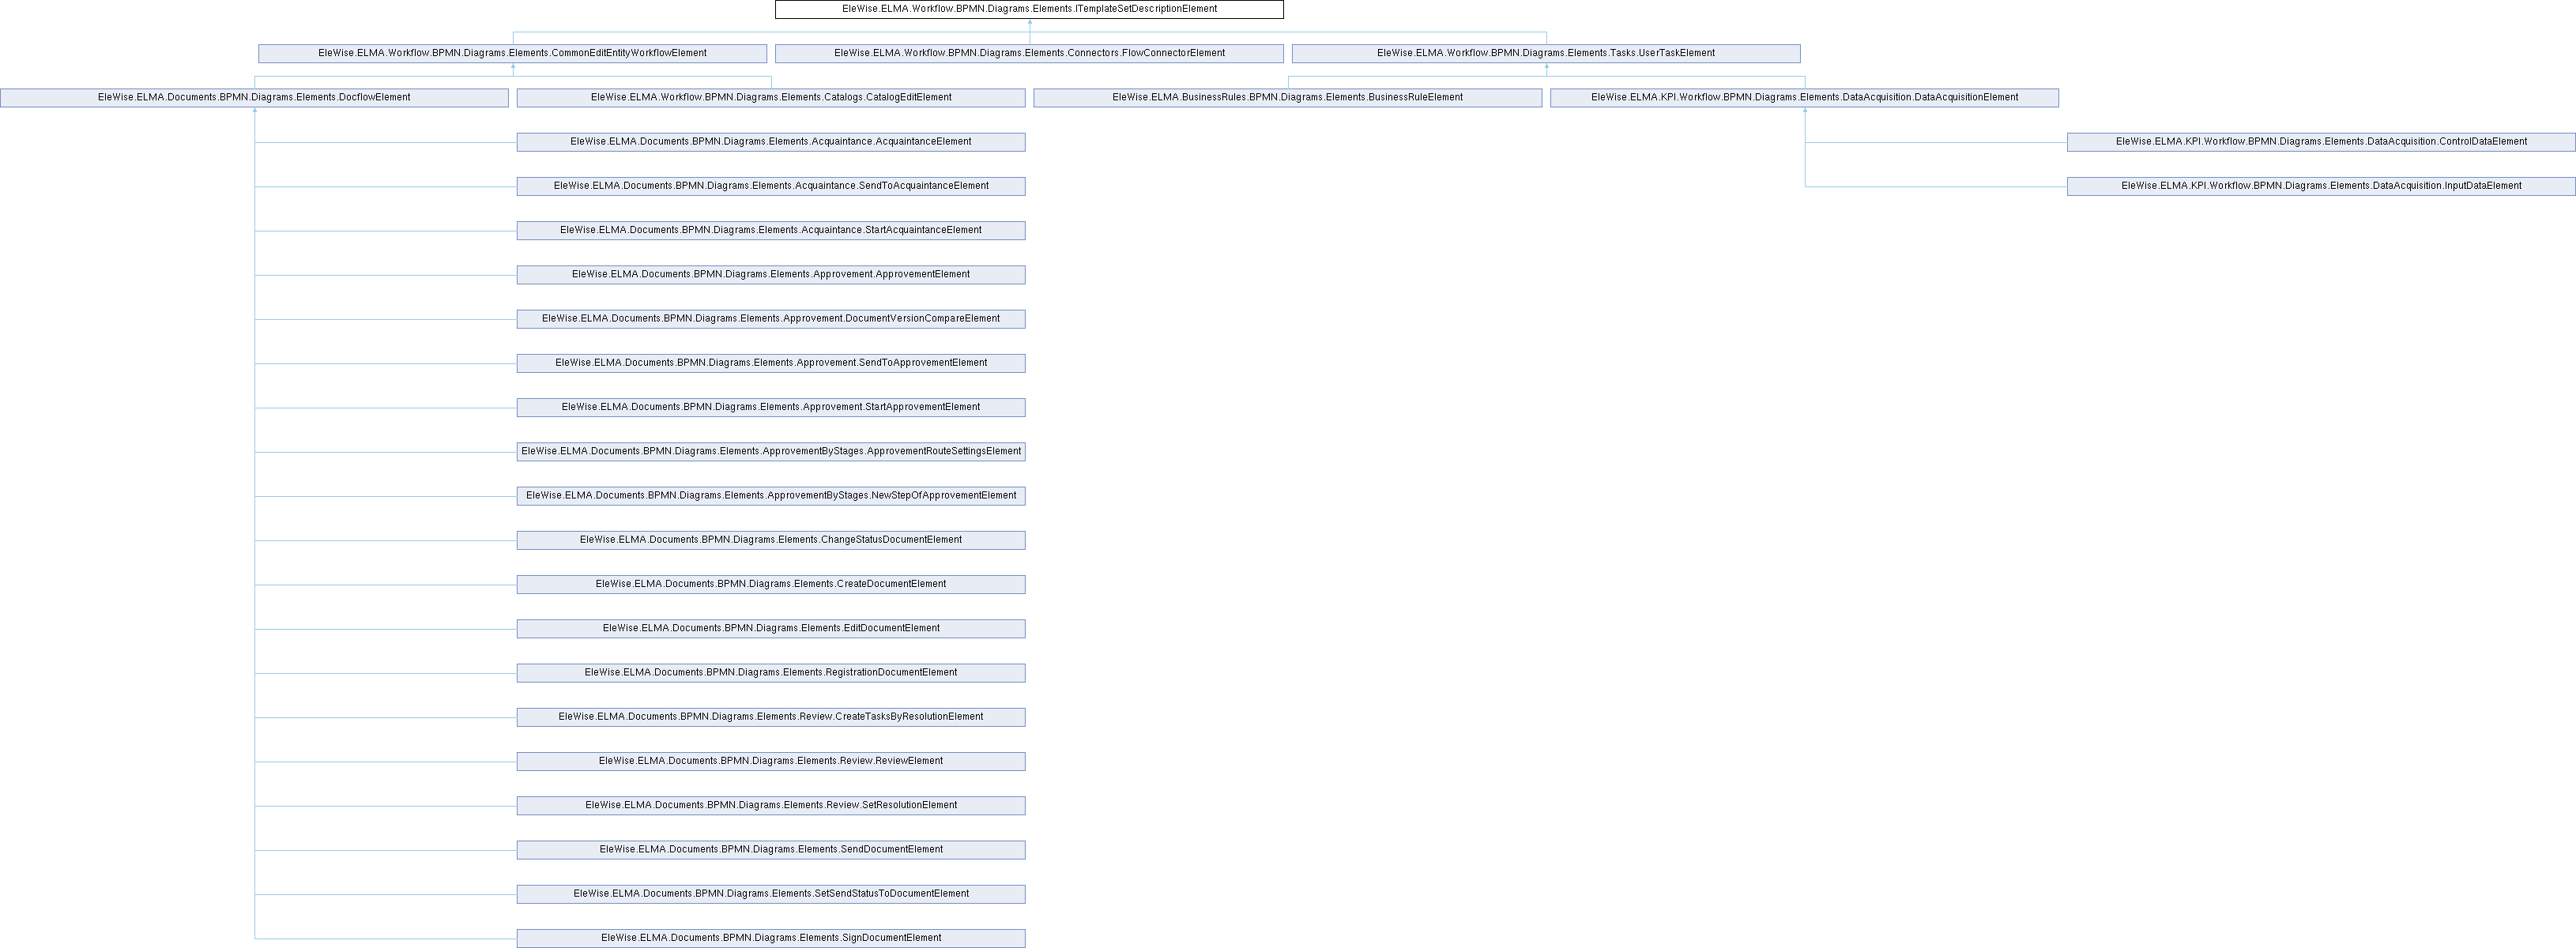 EleWise.ELMA.Workflow.BPMN.Diagrams.Elements.ITemplateSetDescriptionElement
EleWise.ELMA.Workflow.BPMN.Diagrams.Elements.CommonEditEntityWorkflowElement
EleWise.ELMA.Workflow.BPMN.Diagrams.Elements.Connectors.FlowConnectorElement
EleWise.ELMA.Workflow.BPMN.Diagrams.Elements.Tasks.UserTaskElement
EleWise.ELMA.Documents.BPMN.Diagrams.Elements.DocflowElement
EleWise.ELMA.Workflow.BPMN.Diagrams.Elements.Catalogs.CatalogEditElement
EleWise.ELMA.BusinessRules.BPMN.Diagrams.Elements.BusinessRuleElement
EleWise.ELMA.KPI.Workflow.BPMN.Diagrams.Elements.DataAcquisition.DataAcquisitionElement
EleWise.ELMA.Documents.BPMN.Diagrams.Elements.Acquaintance.AcquaintanceElement
EleWise.ELMA.KPI.Workflow.BPMN.Diagrams.Elements.DataAcquisition.ControlDataElement
EleWise.ELMA.Documents.BPMN.Diagrams.Elements.Acquaintance.SendToAcquaintanceElement
EleWise.ELMA.KPI.Workflow.BPMN.Diagrams.Elements.DataAcquisition.InputDataElement
EleWise.ELMA.Documents.BPMN.Diagrams.Elements.Acquaintance.StartAcquaintanceElement
EleWise.ELMA.Documents.BPMN.Diagrams.Elements.Approvement.ApprovementElement
EleWise.ELMA.Documents.BPMN.Diagrams.Elements.Approvement.DocumentVersionCompareElement
EleWise.ELMA.Documents.BPMN.Diagrams.Elements.Approvement.SendToApprovementElement
EleWise.ELMA.Documents.BPMN.Diagrams.Elements.Approvement.StartApprovementElement
EleWise.ELMA.Documents.BPMN.Diagrams.Elements.ApprovementByStages.ApprovementRouteSettingsElement
EleWise.ELMA.Documents.BPMN.Diagrams.Elements.ApprovementByStages.NewStepOfApprovementElement
EleWise.ELMA.Documents.BPMN.Diagrams.Elements.ChangeStatusDocumentElement
EleWise.ELMA.Documents.BPMN.Diagrams.Elements.CreateDocumentElement
EleWise.ELMA.Documents.BPMN.Diagrams.Elements.EditDocumentElement
EleWise.ELMA.Documents.BPMN.Diagrams.Elements.RegistrationDocumentElement
EleWise.ELMA.Documents.BPMN.Diagrams.Elements.Review.CreateTasksByResolutionElement
EleWise.ELMA.Documents.BPMN.Diagrams.Elements.Review.ReviewElement
EleWise.ELMA.Documents.BPMN.Diagrams.Elements.Review.SetResolutionElement
EleWise.ELMA.Documents.BPMN.Diagrams.Elements.SendDocumentElement
EleWise.ELMA.Documents.BPMN.Diagrams.Elements.SetSendStatusToDocumentElement
EleWise.ELMA.Documents.BPMN.Diagrams.Elements.SignDocumentElement